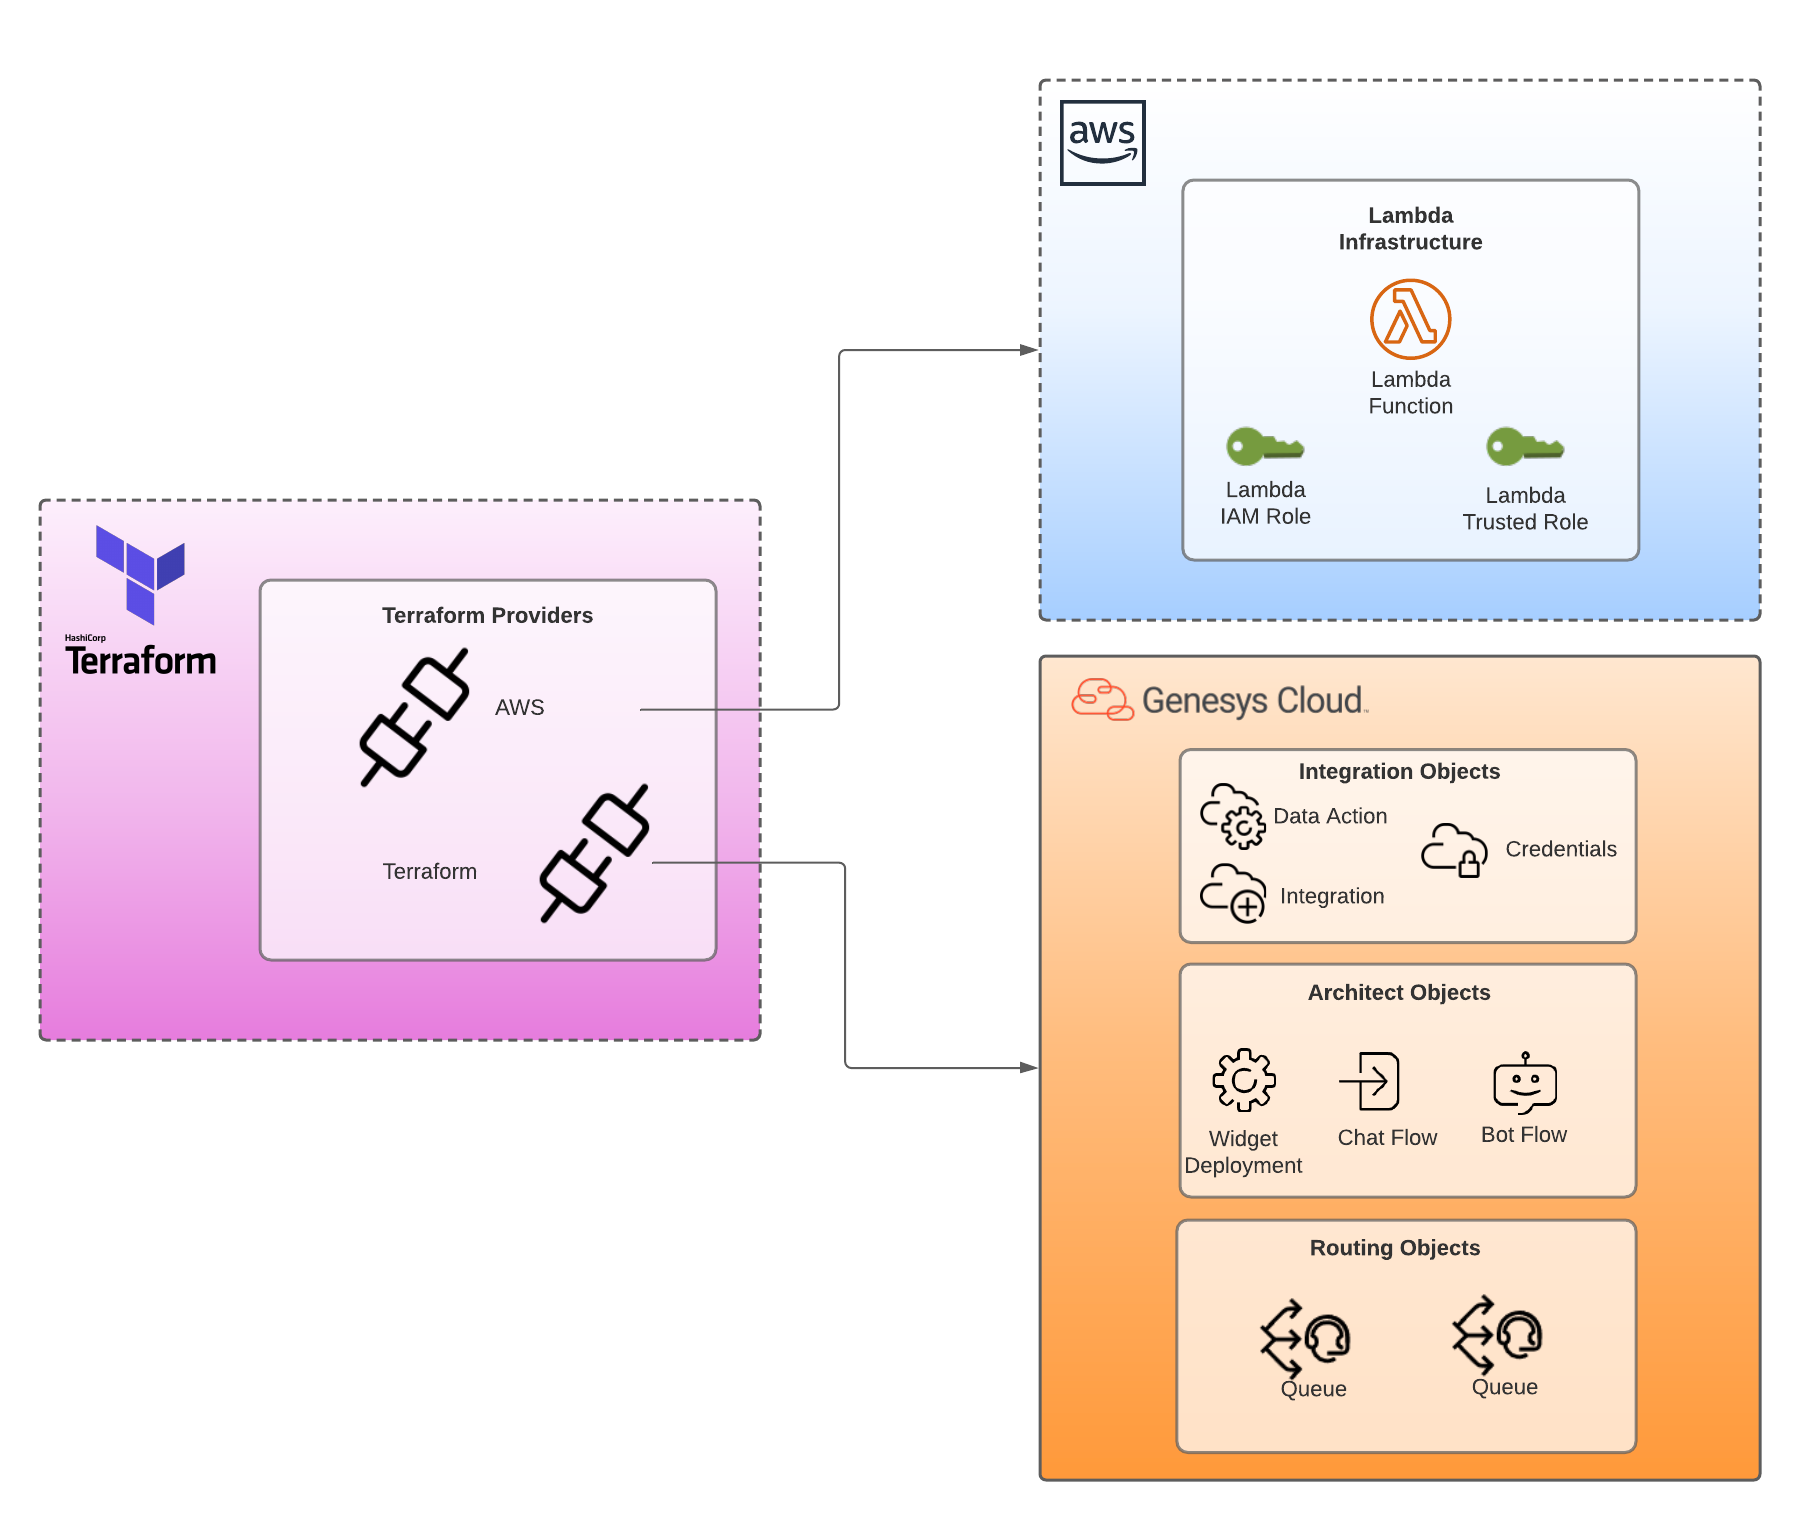 aws
Lambda
Infrastructure
Lambda
Function
Lambda
IAM Role
Lambda
Trusted Role
HashiCorp
Terraform
Terraform Providers
AWS
Terraform
Genesys Cloud™
Integration Objects
Data Action
Credentials
Integration
Architect Objects
Widget
Deployment
Chat Flow
Bot Flow
Routing Objects
Queue
Queue